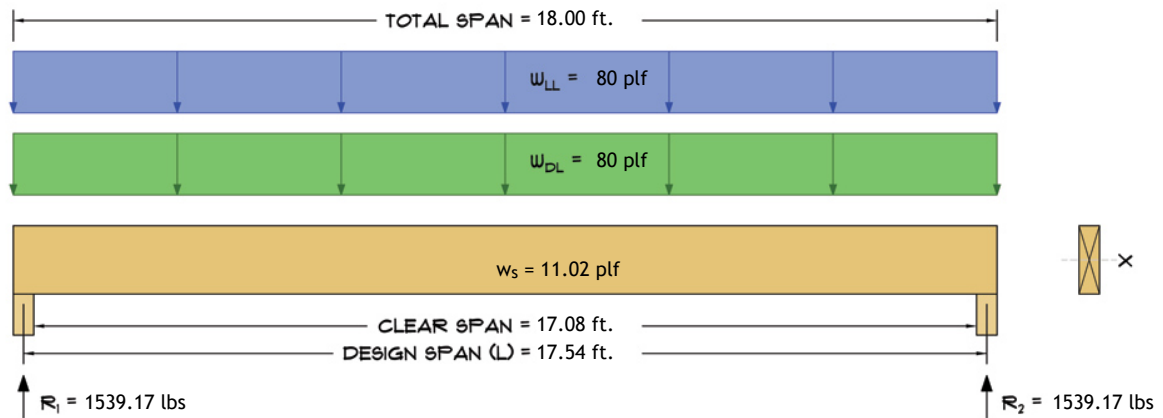 TOTAL SPAN = 18.00 ft.
WLL = 80 plf
WDL = 80 plf
ws = 11.02 plf
X
CLEAR SPAN = 17.08 ft.
DESIGN SPAN (L) = 17.54 ft.
R1 = 1539.17 lbs
R2 = 1539.17 lbs